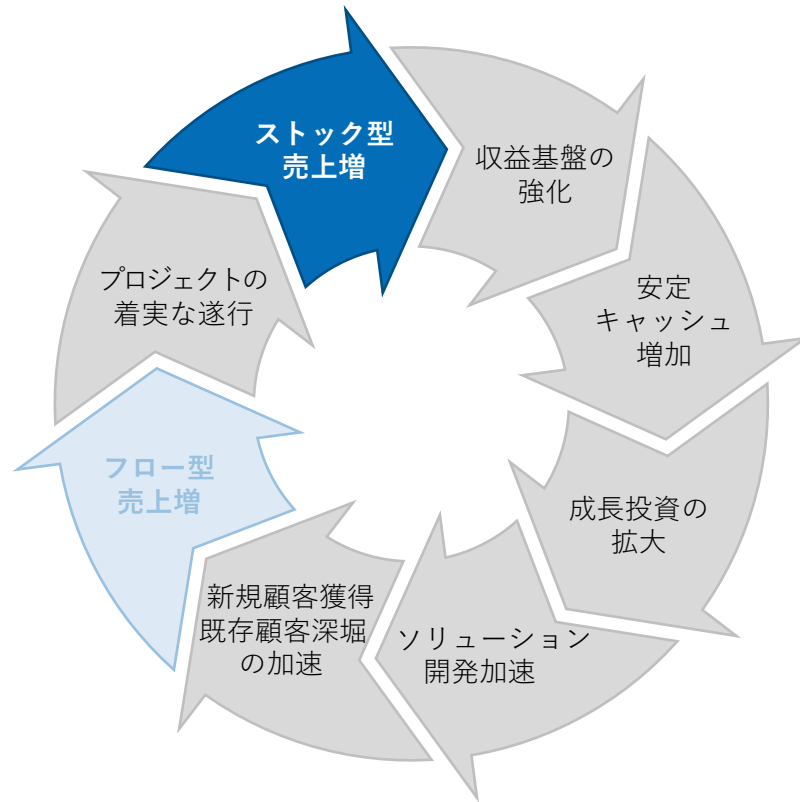 ストック型
売上増
収益基盤の
強化
安定
キャッシュ
増加
成長投資の
拡大
ソリューション
開発加速
新規顧客獲得
既存顧客深堀
の加速
フロー型
売上増
プロジェクトの
着実な遂行